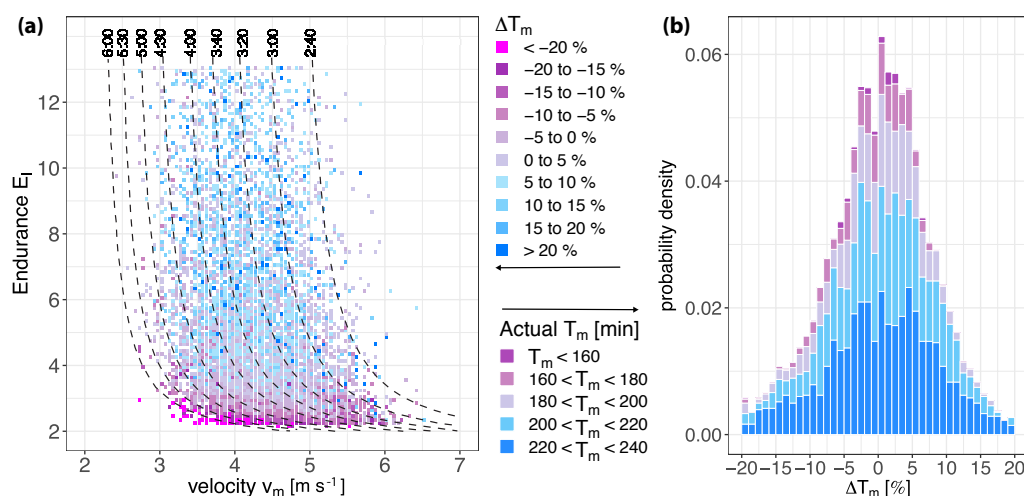 (a)
6:00 5:30 5:00 4:30 4:00 3:40 3:20 3:00 2:40
12
10
8
6
4
2
Endurance E_l
2 3 4 5 6 7
velocity v_m [m s⁻¹]
ΔT_m
< −20 %
−20 to −15 %
−15 to −10 %
−10 to −5 %
−5 to 0 %
0 to 5 %
5 to 10 %
10 to 15 %
15 to 20 %
> 20 %
Actual T_m [min]
T_m < 160
160 < T_m < 180
180 < T_m < 200
200 < T_m < 220
220 < T_m < 240
(b)
0.06
0.04
0.02
0.00
probability density
−20 −15 −10 −5 0 5 10 15 20
ΔT_m [%]